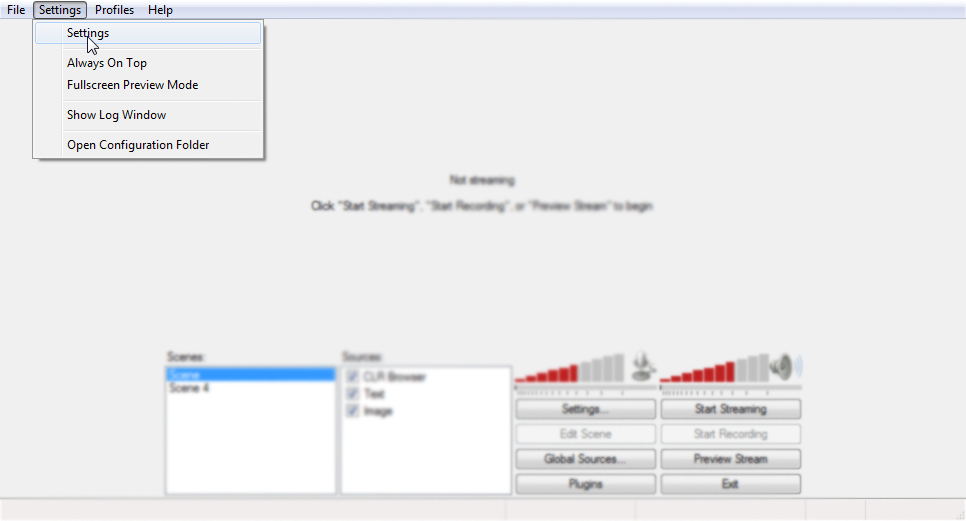 File Settings Profiles Help
Settings
Always On Top
Fullscreen Preview Mode
Show Log Window
Open Configuration Folder
Not streaming
Click "Start Streaming", "Start Recording", or "Preview Stream" to begin
Scenes:
Sources:
Scene
Scene 4
CLR Browser
Text
Image
Settings...
Start Streaming
Edit Scene
Start Recording
Global Sources...
Preview Stream
Plugins
Exit